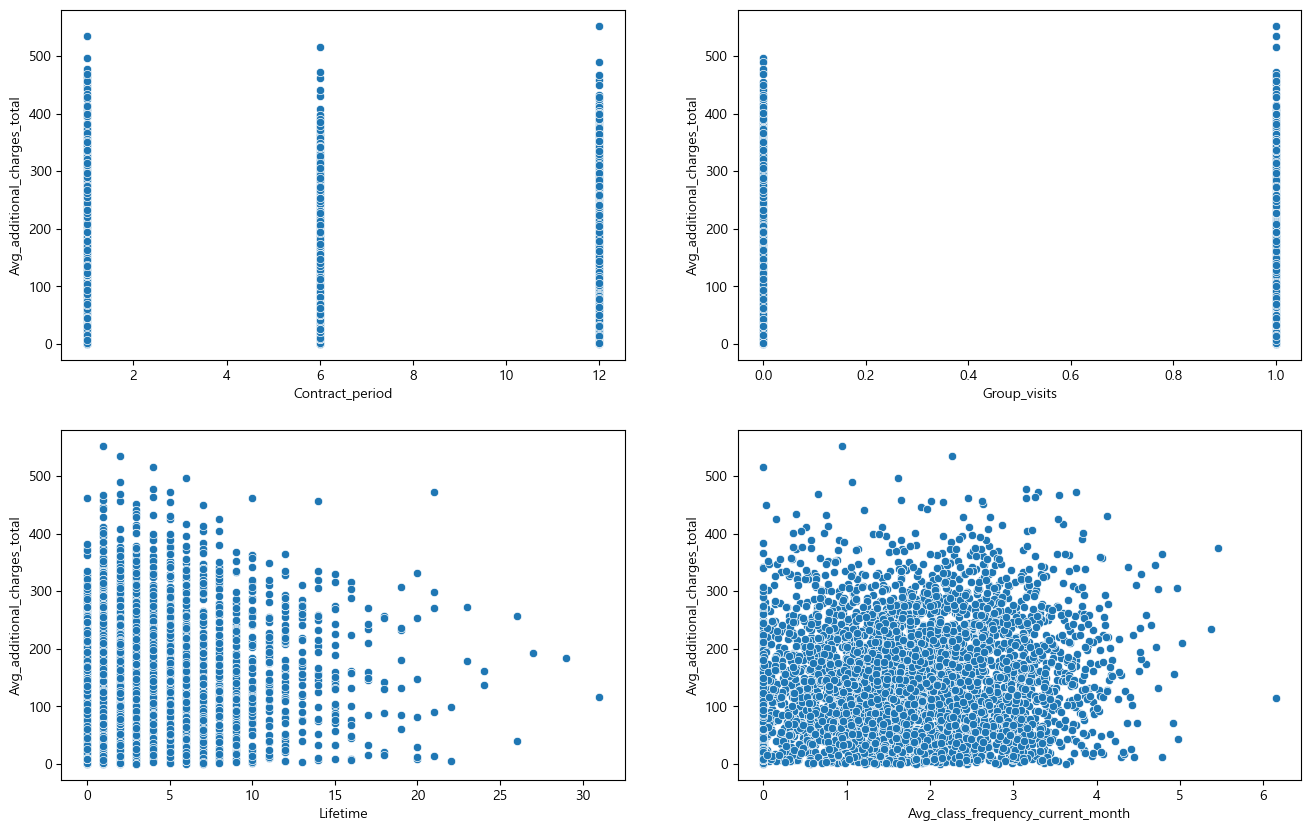 500
400
300
200
100
0
Avg_additional_charges_total
2 4 6 8 10 12
Contract_period
500
400
300
200
100
0
Avg_additional_charges_total
0.0 0.2 0.4 0.6 0.8 1.0
Group_visits
500
400
300
200
100
0
Avg_additional_charges_total
0 5 10 15 20 25 30
Lifetime
500
400
300
200
100
0
Avg_additional_charges_total
0 1 2 3 4 5 6
Avg_class_frequency_current_month